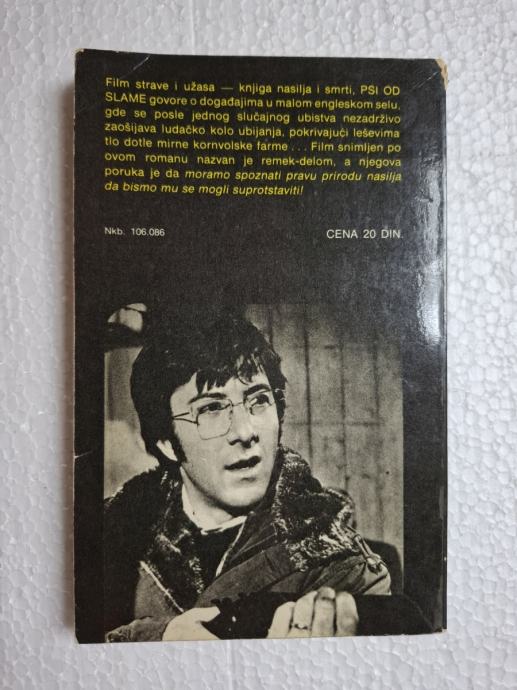 Film strave i užasa — knjiga nasilja i smrti, PSI OD
SLAME govore o događajima u malom engleskom selu,
gde se posle jednog slučajnog ubistva nezadrživo
zaošijava ludačko kolo ubijanja, pokrivajući leševima
tlo dotle mirne kornvolske farme . . . Film snimljen po
ovom romanu nazvan je remek-delom, a njegova
poruka je da moramo spoznati pravu prirodu nasilja
da bismo mu se mogli suprotstaviti!
Nkb. 106.086
CENA 20 DIN.